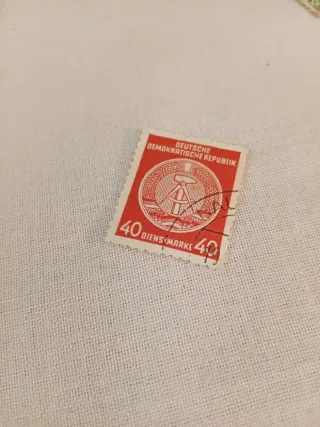 DEUTSCHE
DEMOKRATISCHE REPUBLIK
40 DIENSTMARKE 40